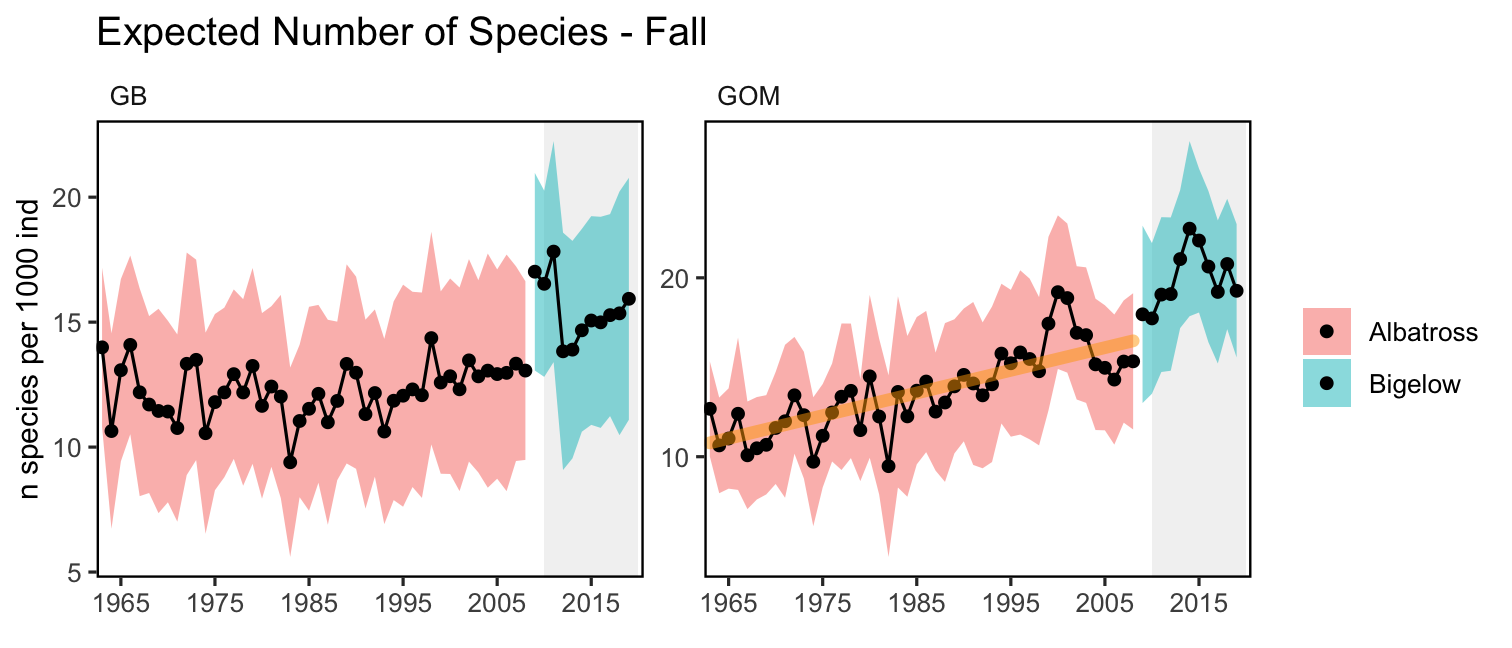 Expected Number of Species - Fall
GB
GOM
n species per 1000 ind
20
15
10
5
1965 1975 1985 1995 2005 2015
20
10
1965 1975 1985 1995 2005 2015
Albatross
Bigelow